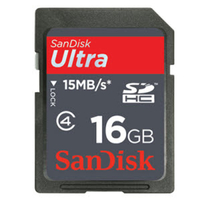 SanDisk
Ultra
15MB/s*
SD
HC
LOCK
4
16GB
SanDisk